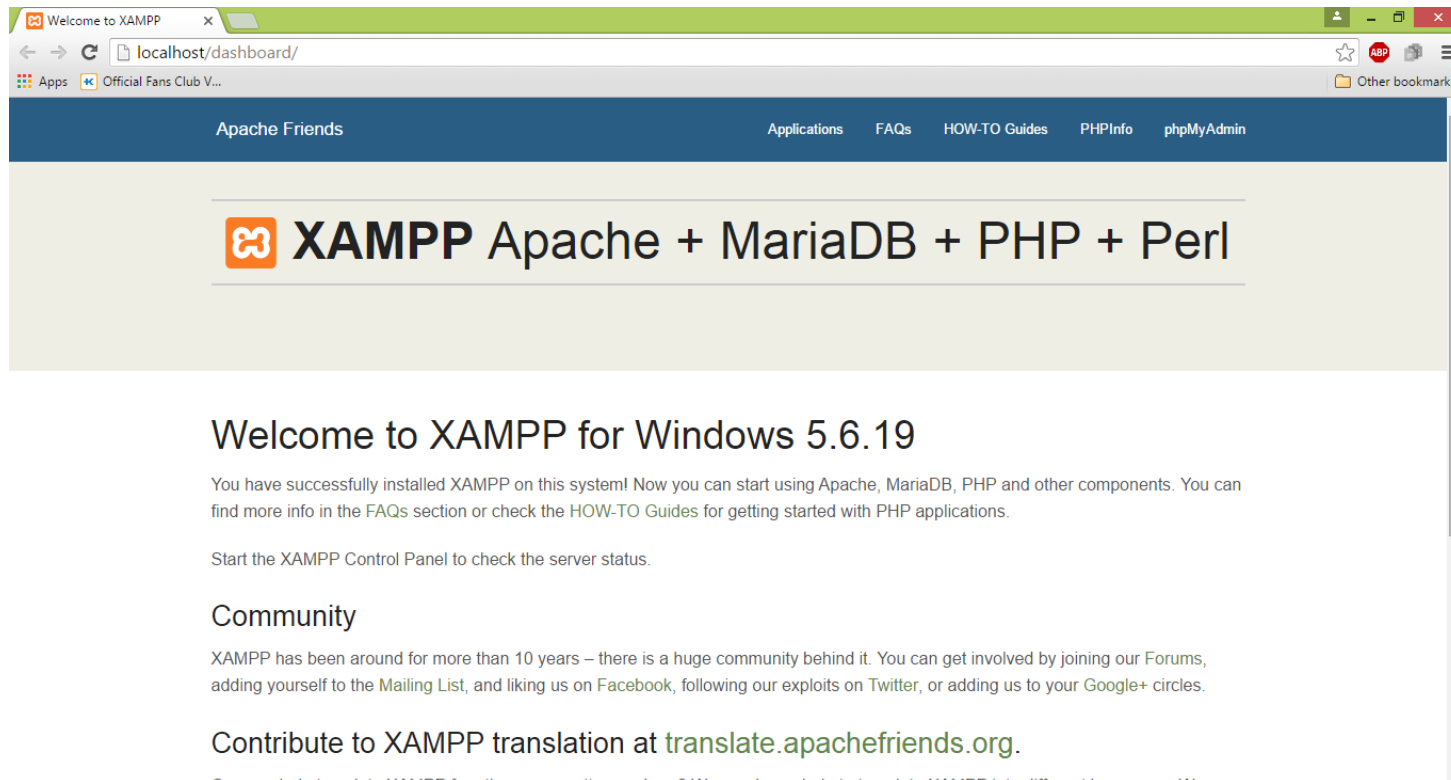 Welcome to XAMPP
localhost/dashboard/
ABP
Apps Official Fans Club V... Other bookmark
Apache Friends Applications FAQs HOW-TO Guides PHPInfo phpMyAdmin
XAMPP Apache + MariaDB + PHP + Perl
Welcome to XAMPP for Windows 5.6.19
You have successfully installed XAMPP on this system! Now you can start using Apache, MariaDB, PHP and other components. You can
find more info in the FAQs section or check the HOW-TO Guides for getting started with PHP applications.
Start the XAMPP Control Panel to check the server status.
Community
XAMPP has been around for more than 10 years – there is a huge community behind it. You can get involved by joining our Forums,
adding yourself to the Mailing List, and liking us on Facebook, following our exploits on Twitter, or adding us to your Google+ circles.
Contribute to XAMPP translation at translate.apachefriends.org.